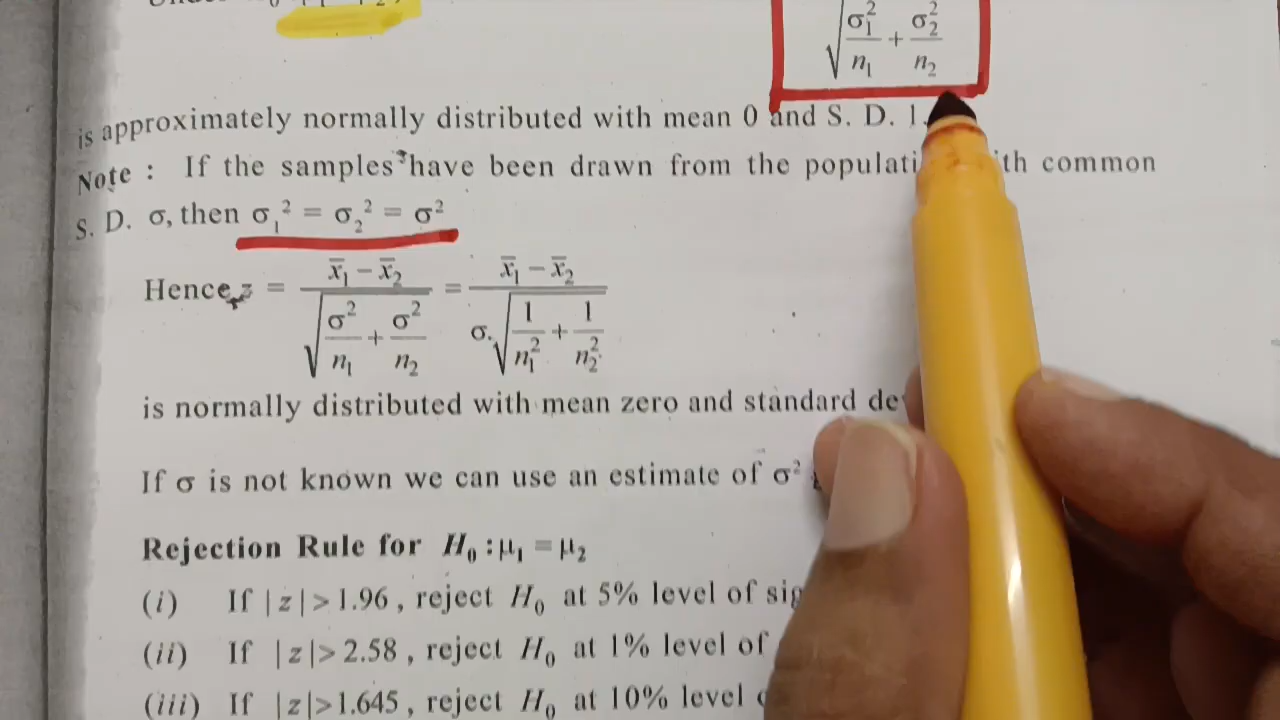 √ σ₁²/n₁ + σ₂²/n₂
is approximately normally distributed with mean 0 and S. D. 1.
Note : If the samples have been drawn from the common
S. D. σ, then σ₁² = σ₂² = σ²
Hence, z = (x̄₁ − x̄₂) / √(σ²/n₁ + σ²/n₂) = (x̄₁ − x̄₂) / (σ.√(1/n₁² + 1/n₂²))
is normally distributed with mean zero and standard
If σ is not known we can use an estimate of σ²
Rejection Rule for H₀ : μ₁ = μ₂
(i) If |z| > 1.96, reject H₀ at 5% level of
(ii) If |z| > 2.58, reject H₀ at 1% level of
(iii) If |z| > 1.645, reject H₀ at 10% level